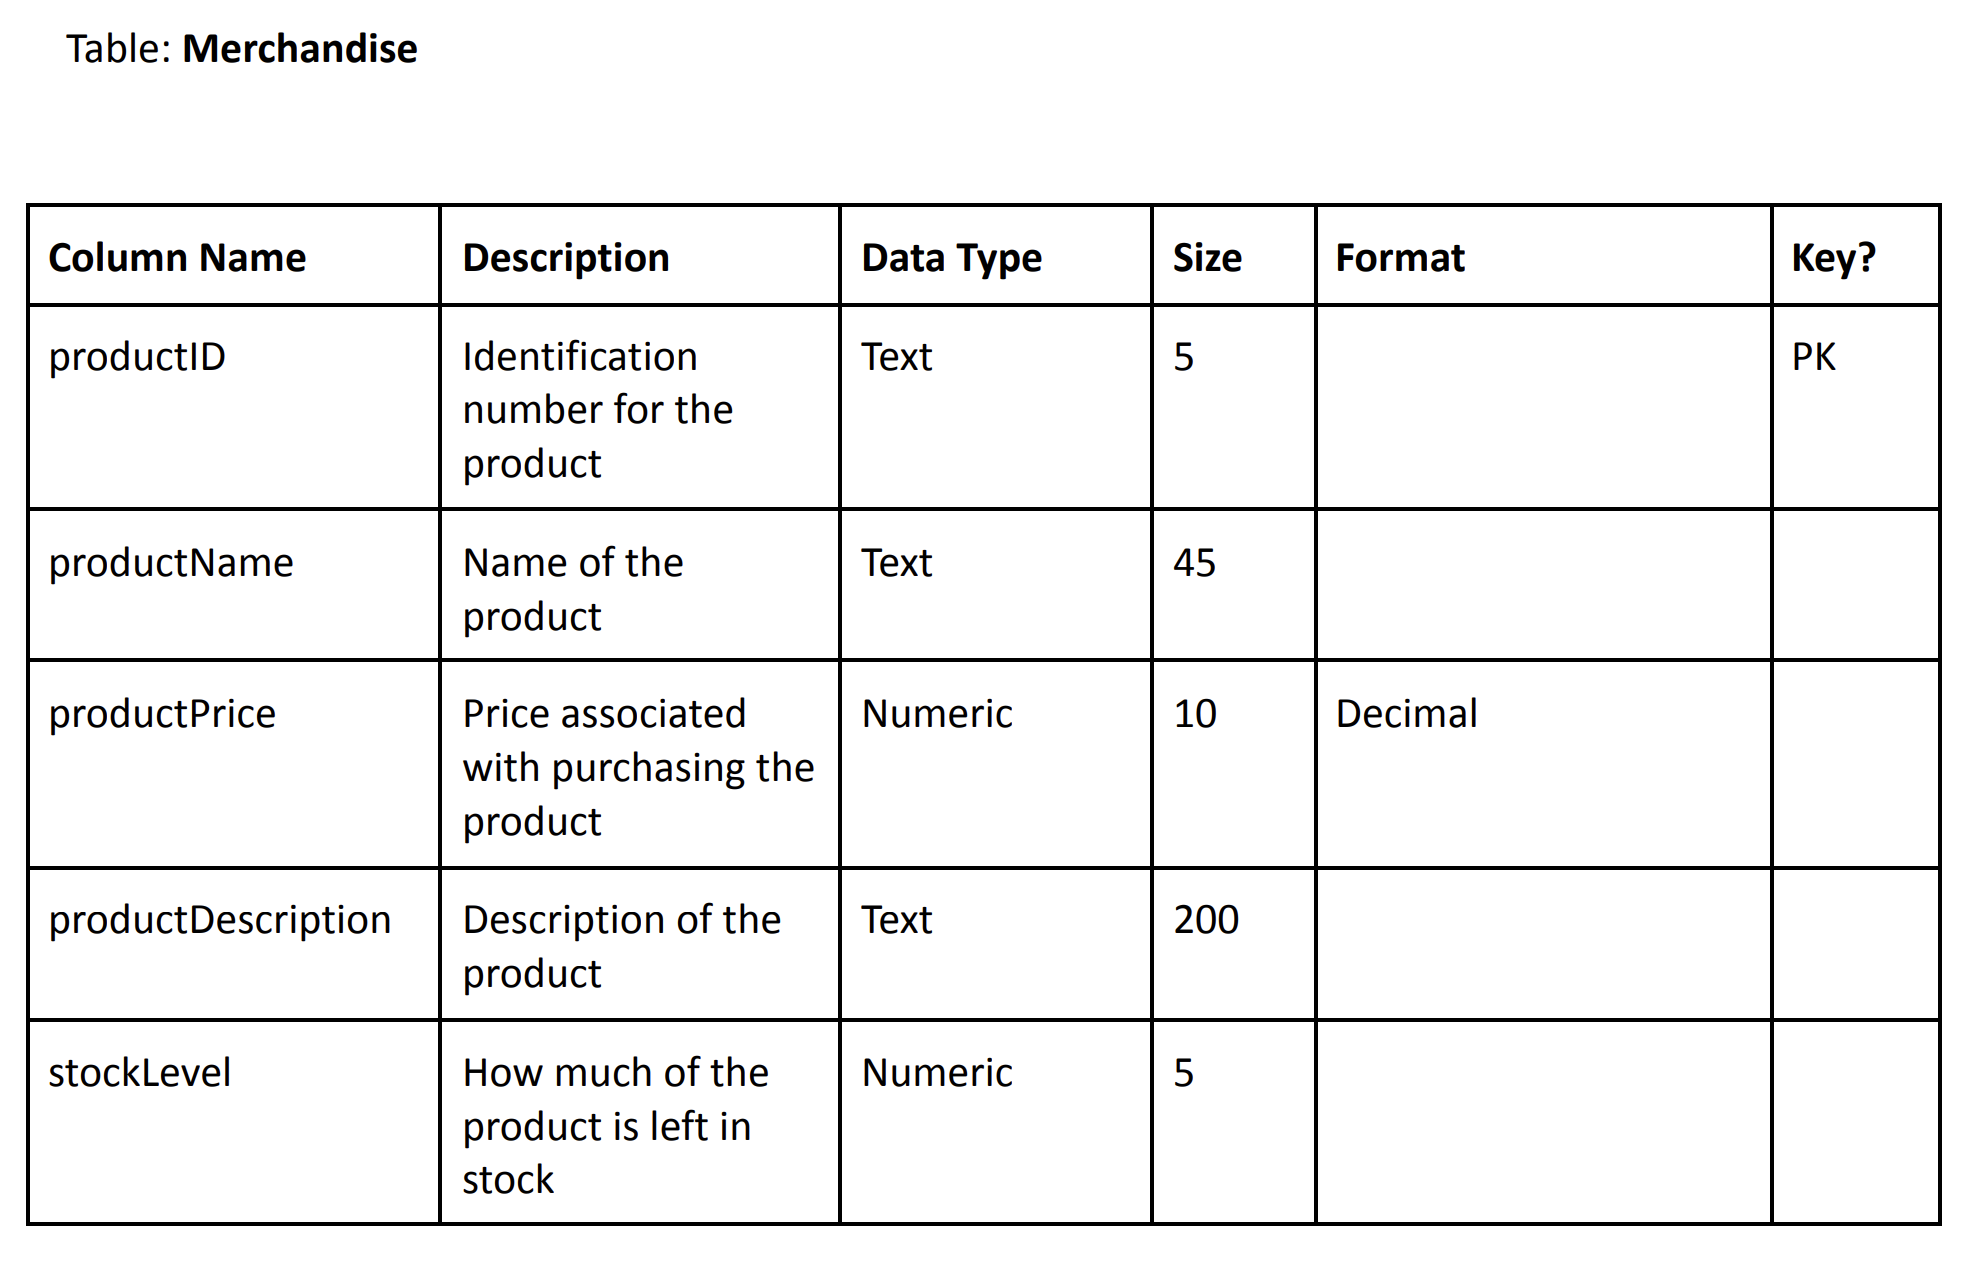 Table: Merchandise
Column Name Description Data Type Size Format Key?
productID Identification Text 5 PK
number for the
product
productName Name of the Text 45
product
productPrice Price associated Numeric 10 Decimal
with purchasing the
product
productDescription Description of the Text 200
product
stockLevel How much of the Numeric 5
product is left in
stock